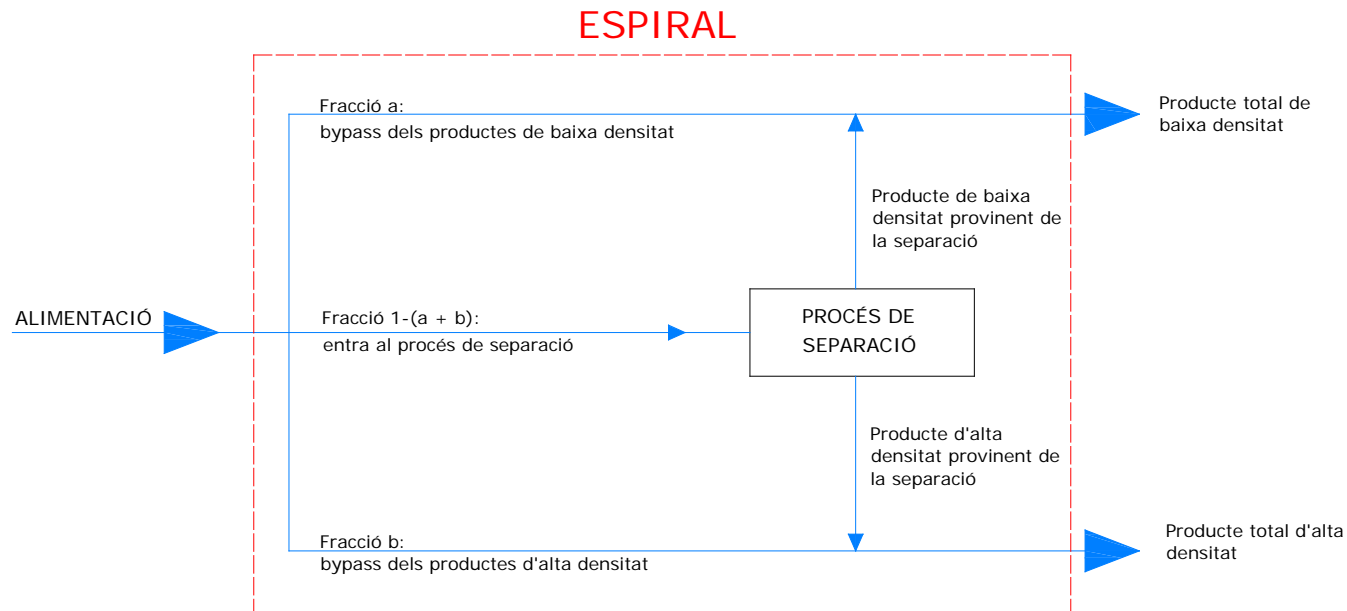 ESPIRAL
Fracció a:
bypass dels productes de baixa densitat
Producte total de
baixa densitat
Producte de baixa
densitat provinent de
la separació
ALIMENTACIÓ
Fracció 1-(a + b):
entra al procés de separació
PROCÉS DE
SEPARACIÓ
Producte d'alta
densitat provinent de
la separació
Fracció b:
bypass dels productes d'alta densitat
Producte total d'alta
densitat